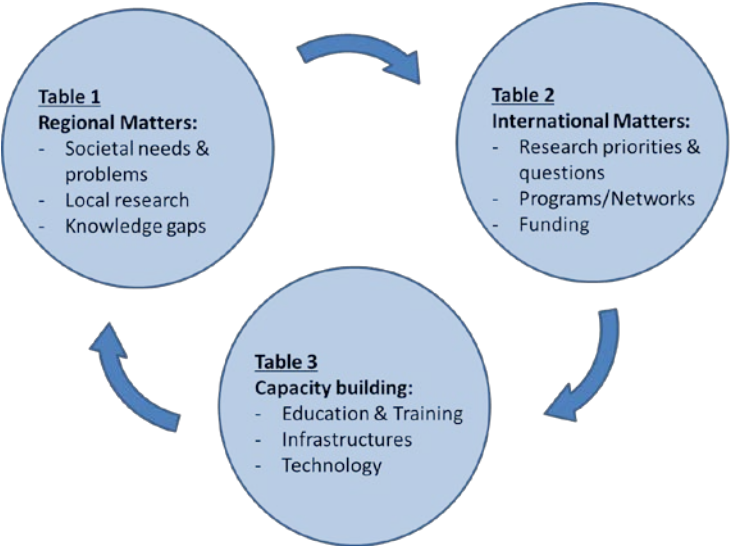 Table 1
Regional Matters:
- Societal needs &
problems
- Local research
- Knowledge gaps
Table 2
International Matters:
- Research priorities &
questions
- Programs/Networks
- Funding
Table 3
Capacity building:
- Education & Training
- Infrastructures
- Technology